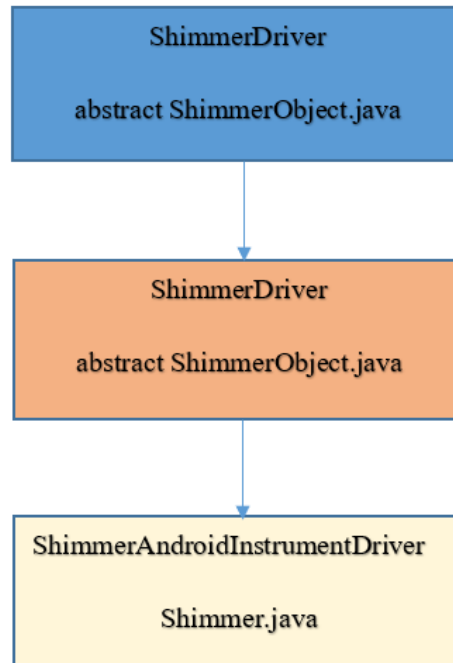 ShimmerDriver
abstract ShimmerObject.java
ShimmerDriver
abstract ShimmerObject.java
ShimmerAndroidInstrumentDriver
Shimmer.java